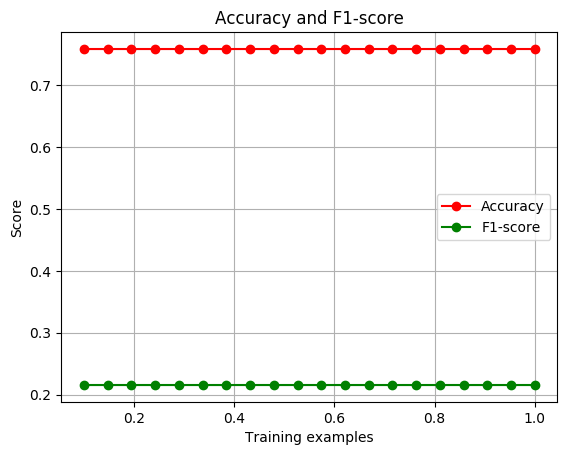 Accuracy and F1-score
Score
0.7
0.6
0.5
0.4
0.3
0.2
Accuracy
F1-score
0.2
0.4
0.6
0.8
1.0
Training examples